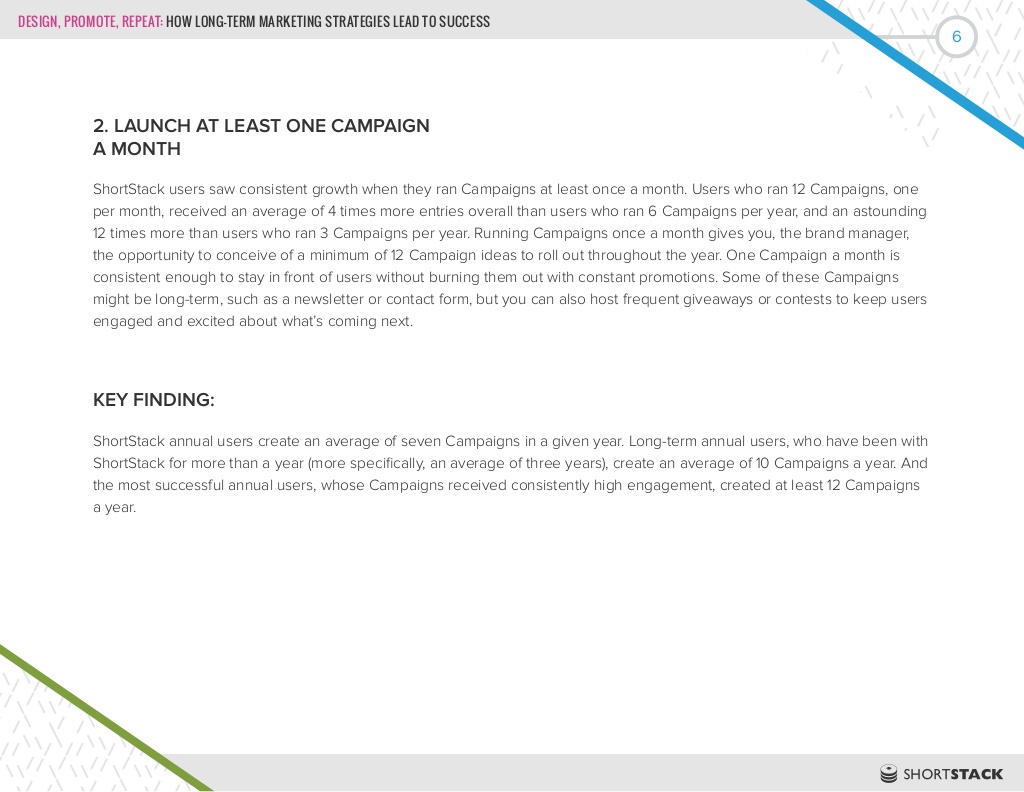 DESIGN, PROMOTE, REPEAT: HOW LONG-TERM MARKETING STRATEGIES LEAD TO SUCCESS
6
2. LAUNCH AT LEAST ONE CAMPAIGN
A MONTH
ShortStack users saw consistent growth when they ran Campaigns at least once a month. Users who ran 12 Campaigns, one
per month, received an average of 4 times more entries overall than users who ran 6 Campaigns per year, and an astounding
12 times more than users who ran 3 Campaigns per year. Running Campaigns once a month gives you, the brand manager,
the opportunity to conceive of a minimum of 12 Campaign ideas to roll out throughout the year. One Campaign a month is
consistent enough to stay in front of users without burning them out with constant promotions. Some of these Campaigns
might be long-term, such as a newsletter or contact form, but you can also host frequent giveaways or contests to keep users
engaged and excited about what's coming next.
KEY FINDING:
ShortStack annual users create an average of seven Campaigns in a given year. Long-term annual users, who have been with
ShortStack for more than a year (more specifically, an average of three years), create an average of 10 Campaigns a year. And
the most successful annual users, whose Campaigns received consistently high engagement, created at least 12 Campaigns
a year.
SHORTSTACK